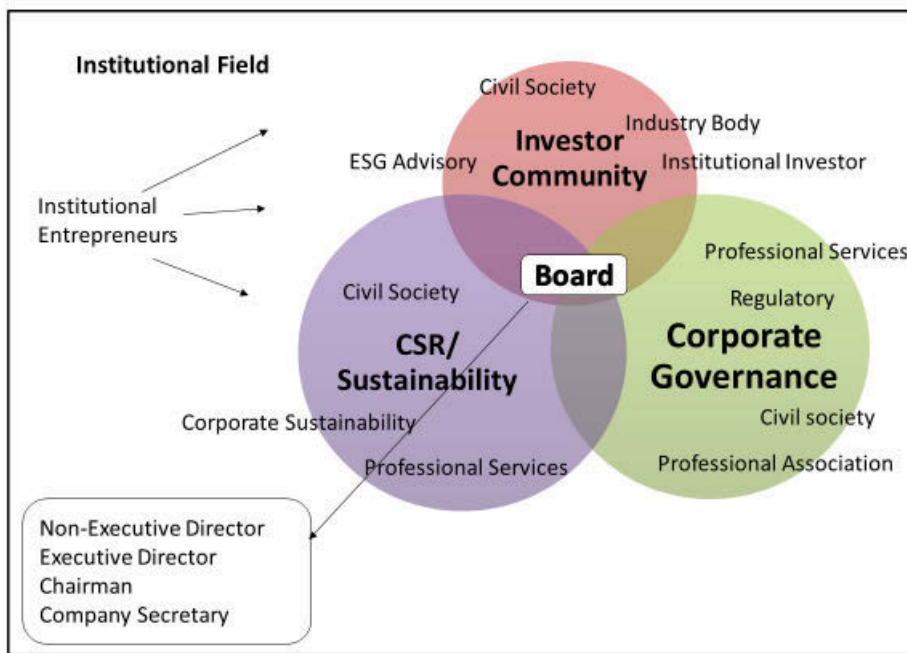 Institutional Field
Civil Society
Industry Body
Investor
Community
ESG Advisory
Institutional Investor
Institutional
Entrepreneurs
Board
Professional Services
Civil Society
Regulatory
CSR/
Sustainability
Corporate
Governance
Corporate Sustainability
Civil society
Professional Services
Professional Association
Non-Executive Director
Executive Director
Chairman
Company Secretary